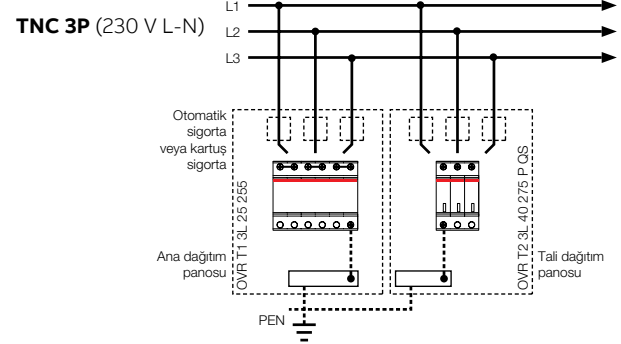 TNC 3P (230 V L-N)
L1
L2
L3
Otomatik
sigorta
veya kartuş
sigorta
OVR T1 3L 25 255
OVR T2 3L 40 275 P QS
Ana dağıtım
panosu
Tali dağıtım
panosu
PEN